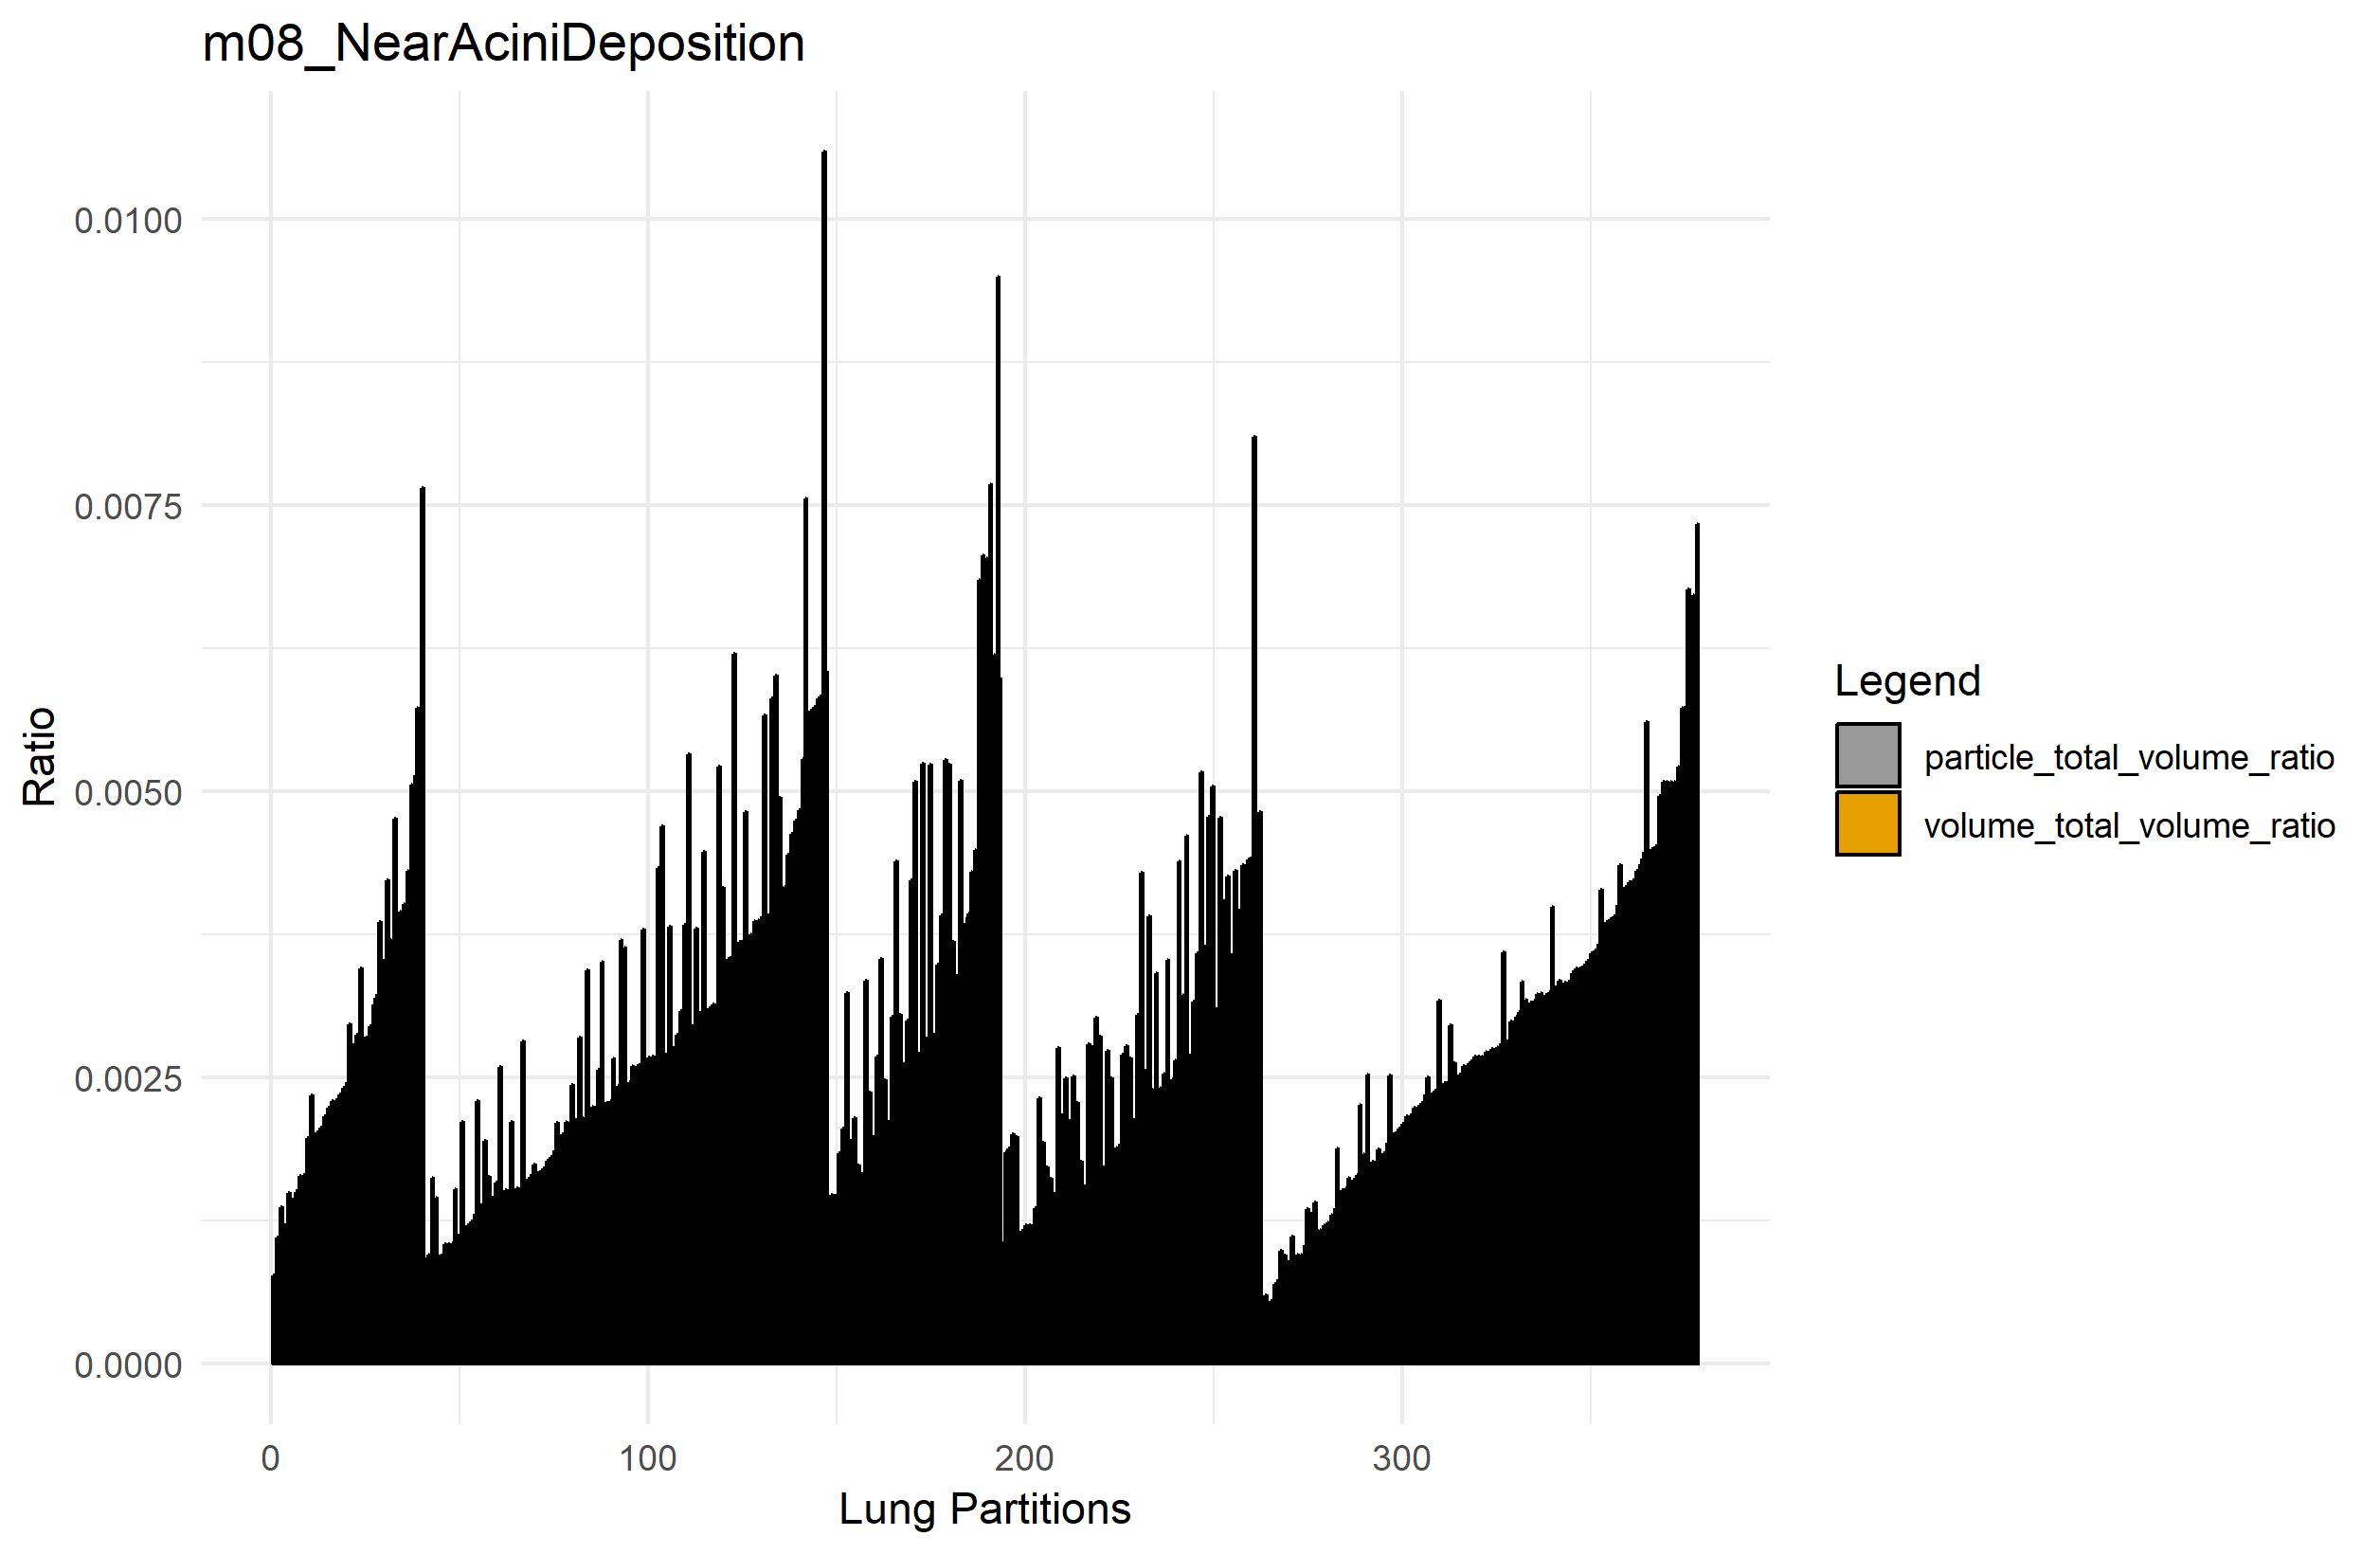 m08_NearAciniDeposition
0.0100
0.0075
0.0050
0.0025
0.0000
Ratio
0 100 200 300
Lung Partitions
Legend
particle_total_volume_ratio
volume_total_volume_ratio